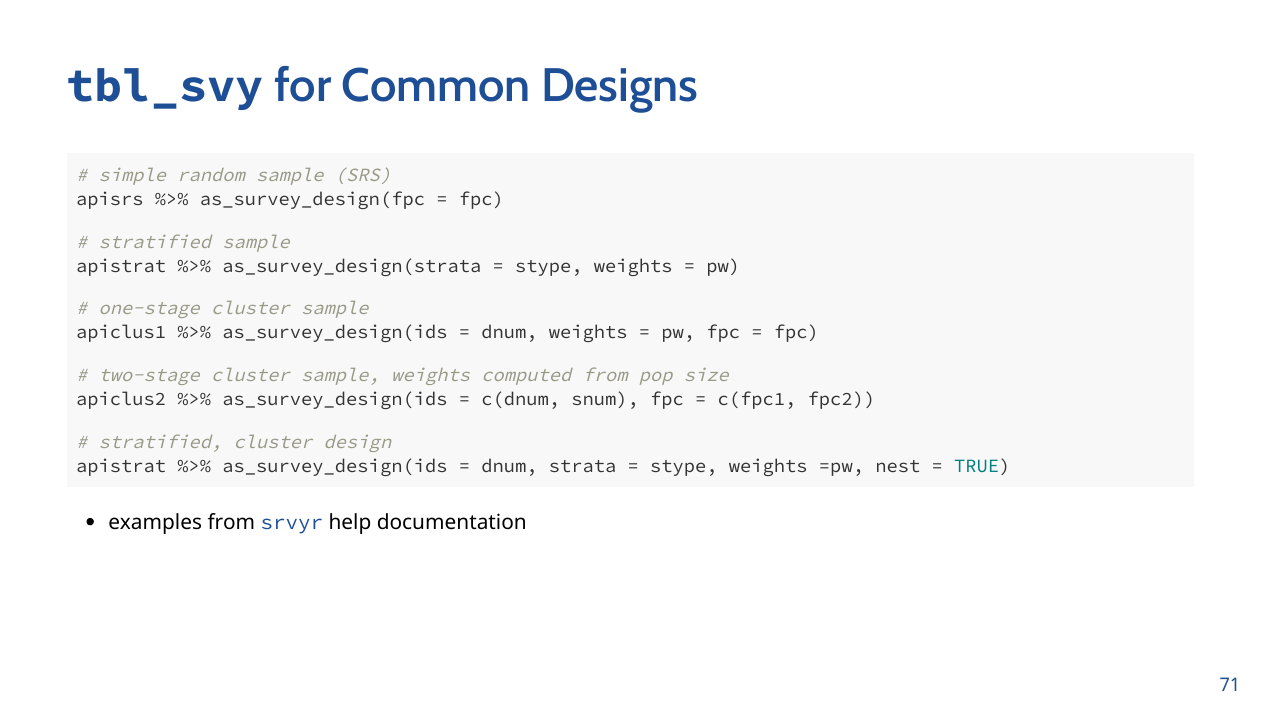 tbl_svy for Common Designs
# simple random sample (SRS)
apisrs %>% as_survey_design(fpc = fpc)
# stratified sample
apistrat %>% as_survey_design(strata = stype, weights = pw)
# one-stage cluster sample
apiclus1 %>% as_survey_design(ids = dnum, weights = pw, fpc = fpc)
# two-stage cluster sample, weights computed from pop size
apiclus2 %>% as_survey_design(ids = c(dnum, snum), fpc = c(fpc1, fpc2))
# stratified, cluster design
apistrat %>% as_survey_design(ids = dnum, strata = stype, weights =pw, nest = TRUE)
• examples from srvyr help documentation
71